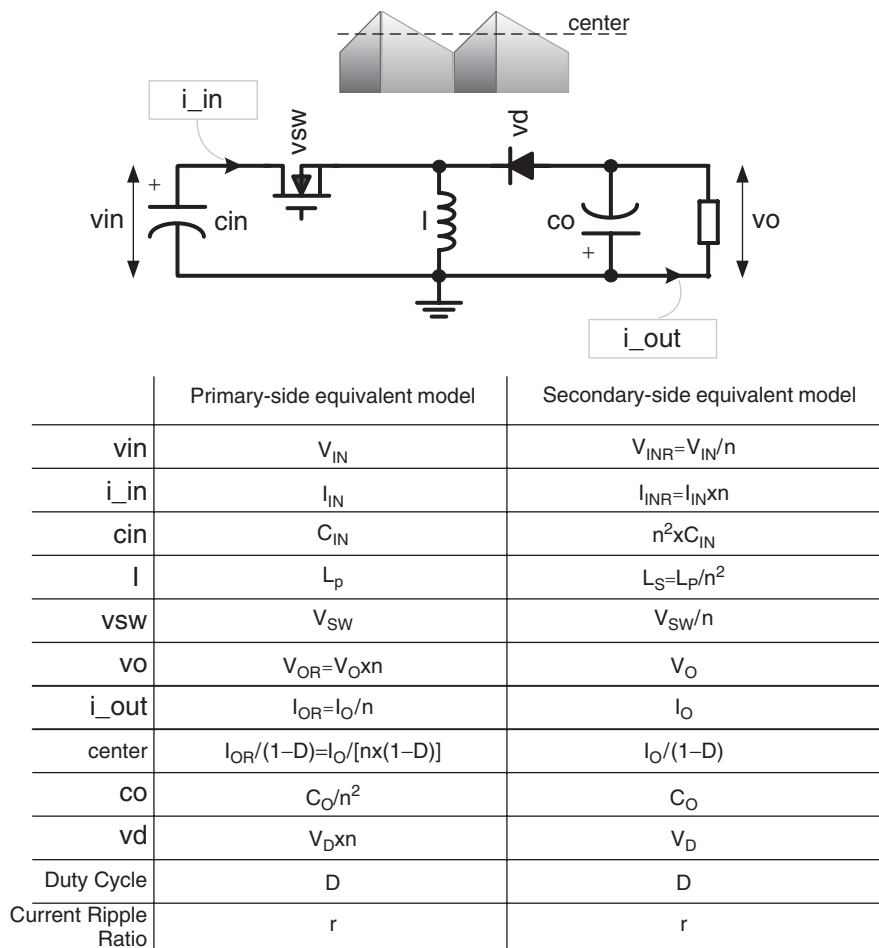 center
i_in
vsw
vd
+
vin
cin
l
co
+
vo
i_out
Primary-side equivalent model Secondary-side equivalent model
vin V_IN V_INR=V_IN/n
i_in I_IN I_INR=I_INxn
cin C_IN n²xC_IN
l L_p L_S=L_P/n²
vsw V_SW V_SW/n
vo V_OR=V_Oxn V_O
i_out I_OR=I_O/n I_O
center I_OR/(1–D)=I_O/[nx(1–D)] I_O/(1–D)
co C_O/n² C_O
vd V_Dxn V_D
Duty Cycle D D
Current Ripple
Ratio r r